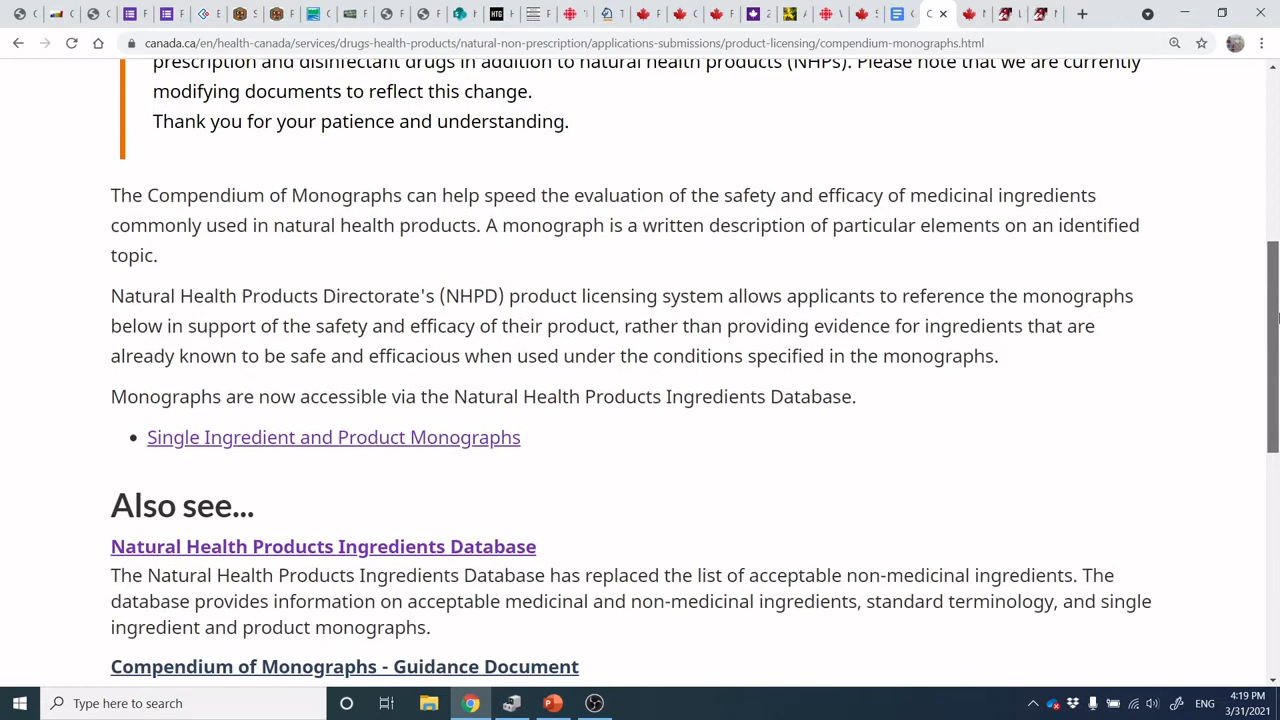 canada.ca/en/health-canada/services/drugs-health-products/natural-non-prescription/applications-submissions/product-licensing/compendium-monographs.html
prescription and disinfectant drugs in addition to natural health products (NHPs). Please note that we are currently
modifying documents to reflect this change.
Thank you for your patience and understanding.
The Compendium of Monographs can help speed the evaluation of the safety and efficacy of medicinal ingredients
commonly used in natural health products. A monograph is a written description of particular elements on an identified
topic.
Natural Health Products Directorate's (NHPD) product licensing system allows applicants to reference the monographs
below in support of the safety and efficacy of their product, rather than providing evidence for ingredients that are
already known to be safe and efficacious when used under the conditions specified in the monographs.
Monographs are now accessible via the Natural Health Products Ingredients Database.
Single Ingredient and Product Monographs
Also see...
Natural Health Products Ingredients Database
The Natural Health Products Ingredients Database has replaced the list of acceptable non-medicinal ingredients. The
database provides information on acceptable medicinal and non-medicinal ingredients, standard terminology, and single
ingredient and product monographs.
Compendium of Monographs - Guidance Document
Type here to search
ENG
4:19 PM
3/31/2021